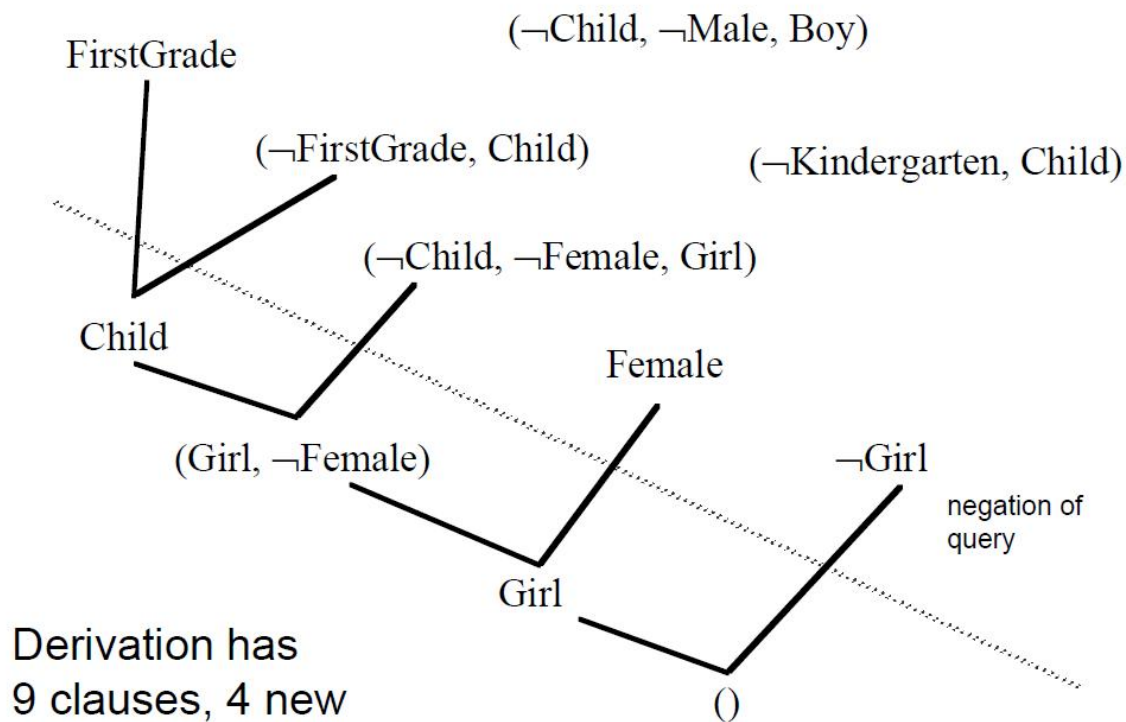 (¬Child, ¬Male, Boy)
FirstGrade
(¬FirstGrade, Child)
(¬Kindergarten, Child)
(¬Child, ¬Female, Girl)
Child
Female
(Girl, ¬Female)
¬Girl
negation of
query
Girl
Derivation has
9 clauses, 4 new
()